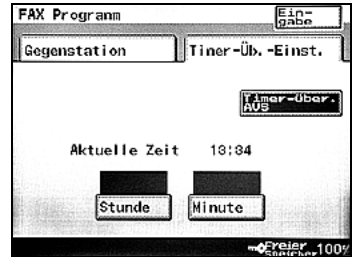 FAX Programm
Ein-
gabe
Gegenstation
Timer-Üb.-Einst.
Timer-Über.
AUS
Aktuelle Zeit 18:34
Stunde
Minute
Freier
Speicher 100%